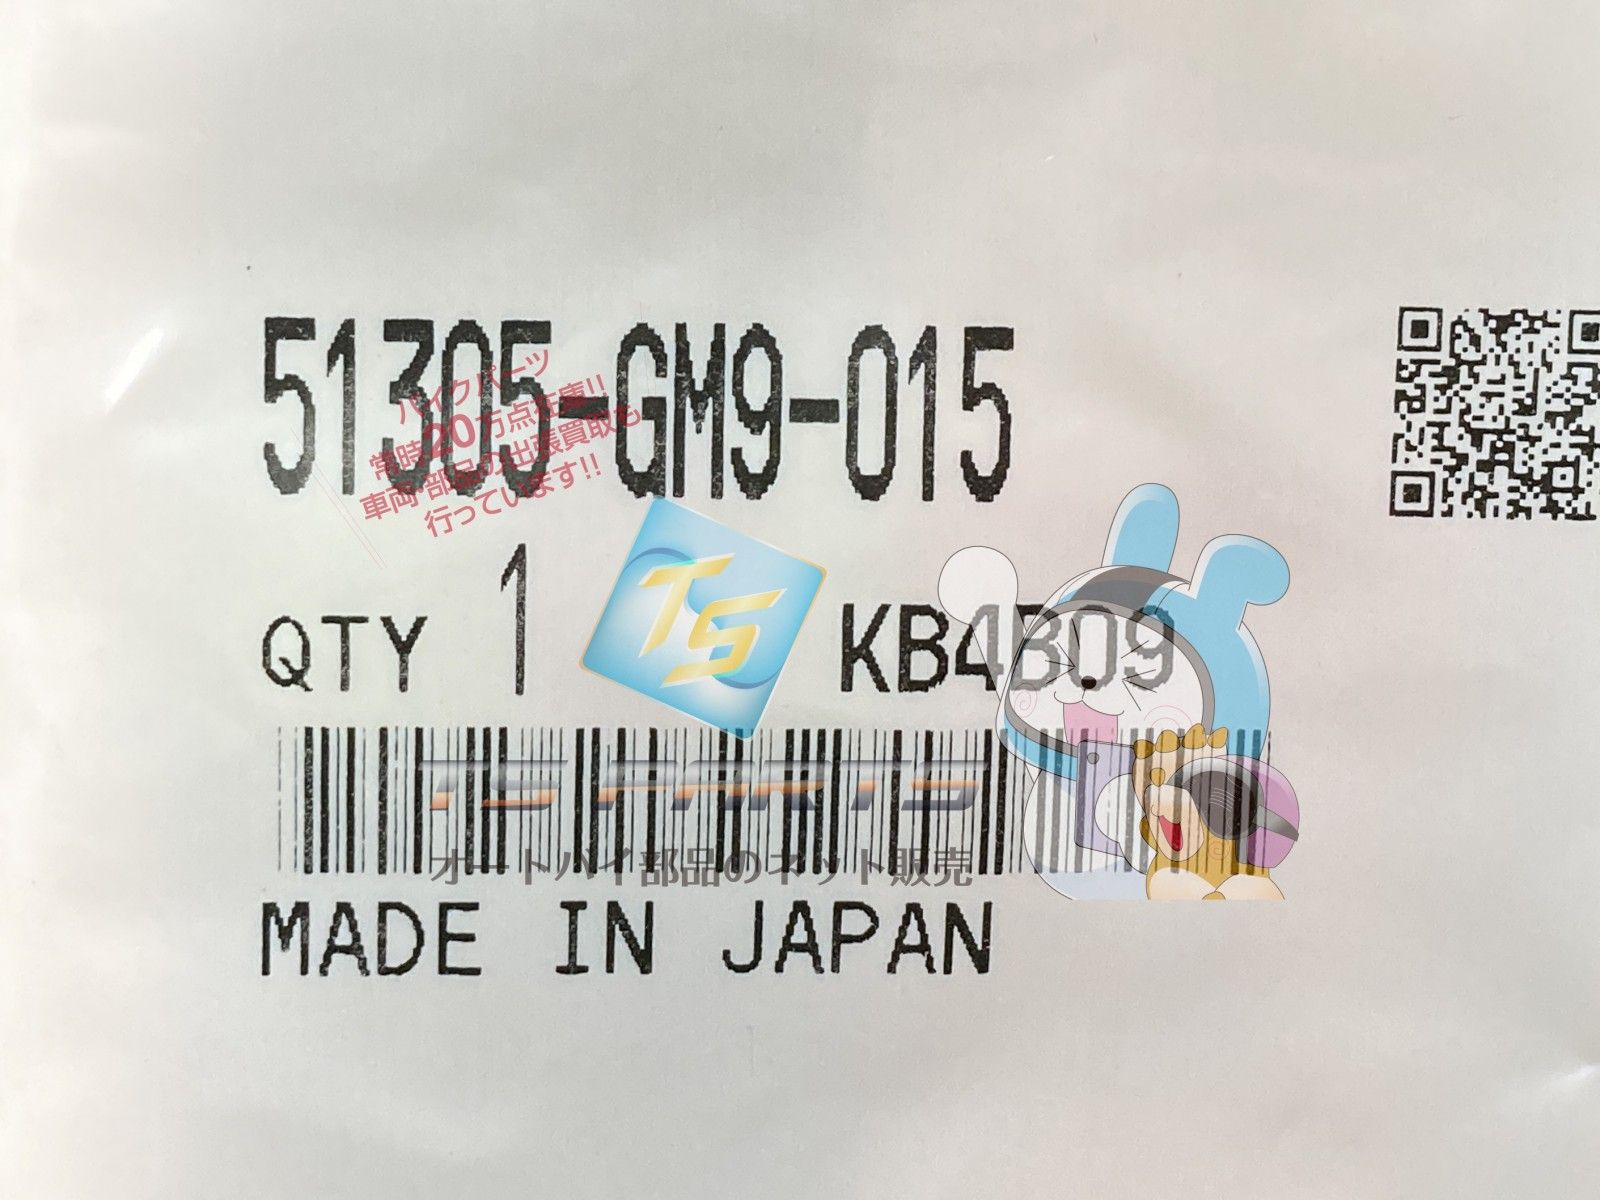 51305-GM9-015
バイクパーツ
常時20万点在庫!!
車両・部品の出張買取も
行っています!!
QTY 1 KB4B09
TS
TS PARTS
オートバイ部品のネット販売
MADE IN JAPAN